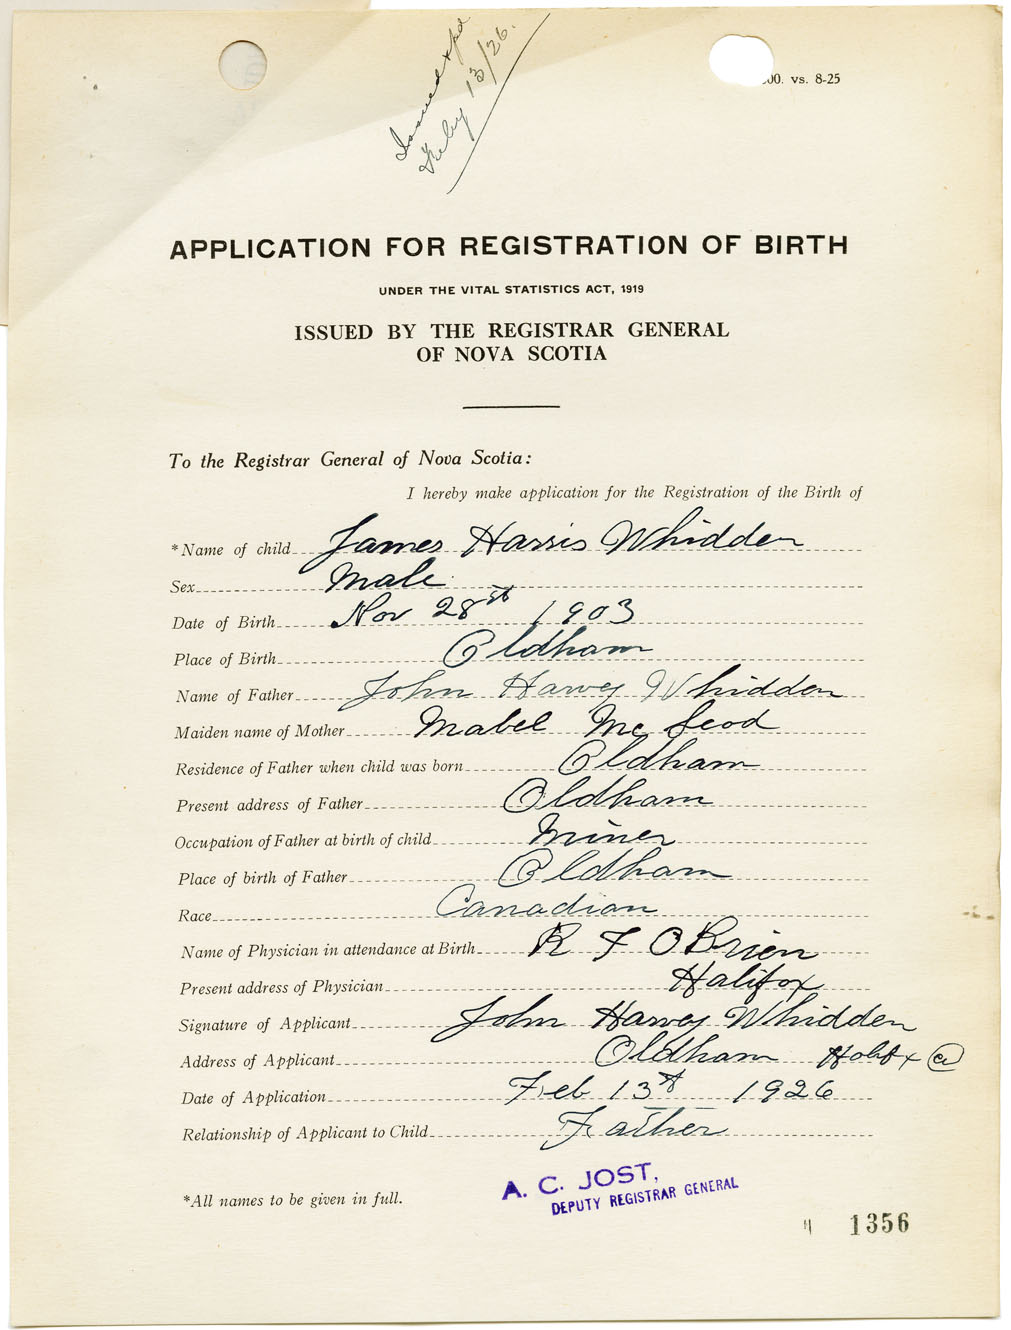 Issued & pd
Feby 13/26.
00. vs. 8-25
APPLICATION FOR REGISTRATION OF BIRTH
UNDER THE VITAL STATISTICS ACT, 1919
ISSUED BY THE REGISTRAR GENERAL
OF NOVA SCOTIA
To the Registrar General of Nova Scotia:
I hereby make application for the Registration of the Birth of
*Name of child James Harris Whidden
Sex Male
Date of Birth Nov 28st 1903
Place of Birth Oldham
Name of Father John Harvey Whidden
Maiden name of Mother Mabel McLeod
Residence of Father when child was born Oldham
Present address of Father Oldham
Occupation of Father at birth of child Miner
Place of birth of Father Oldham
Race Canadian
Name of Physician in attendance at Birth R F OBrien
Present address of Physician Halifox
Signature of Applicant John Harvey Whidden
Address of Applicant Oldham Halifx Co
Date of Application Feb 13st 1926
Relationship of Applicant to Child Father
*All names to be given in full.
A. C. JOST,
DEPUTY REGISTRAR GENERAL
1356